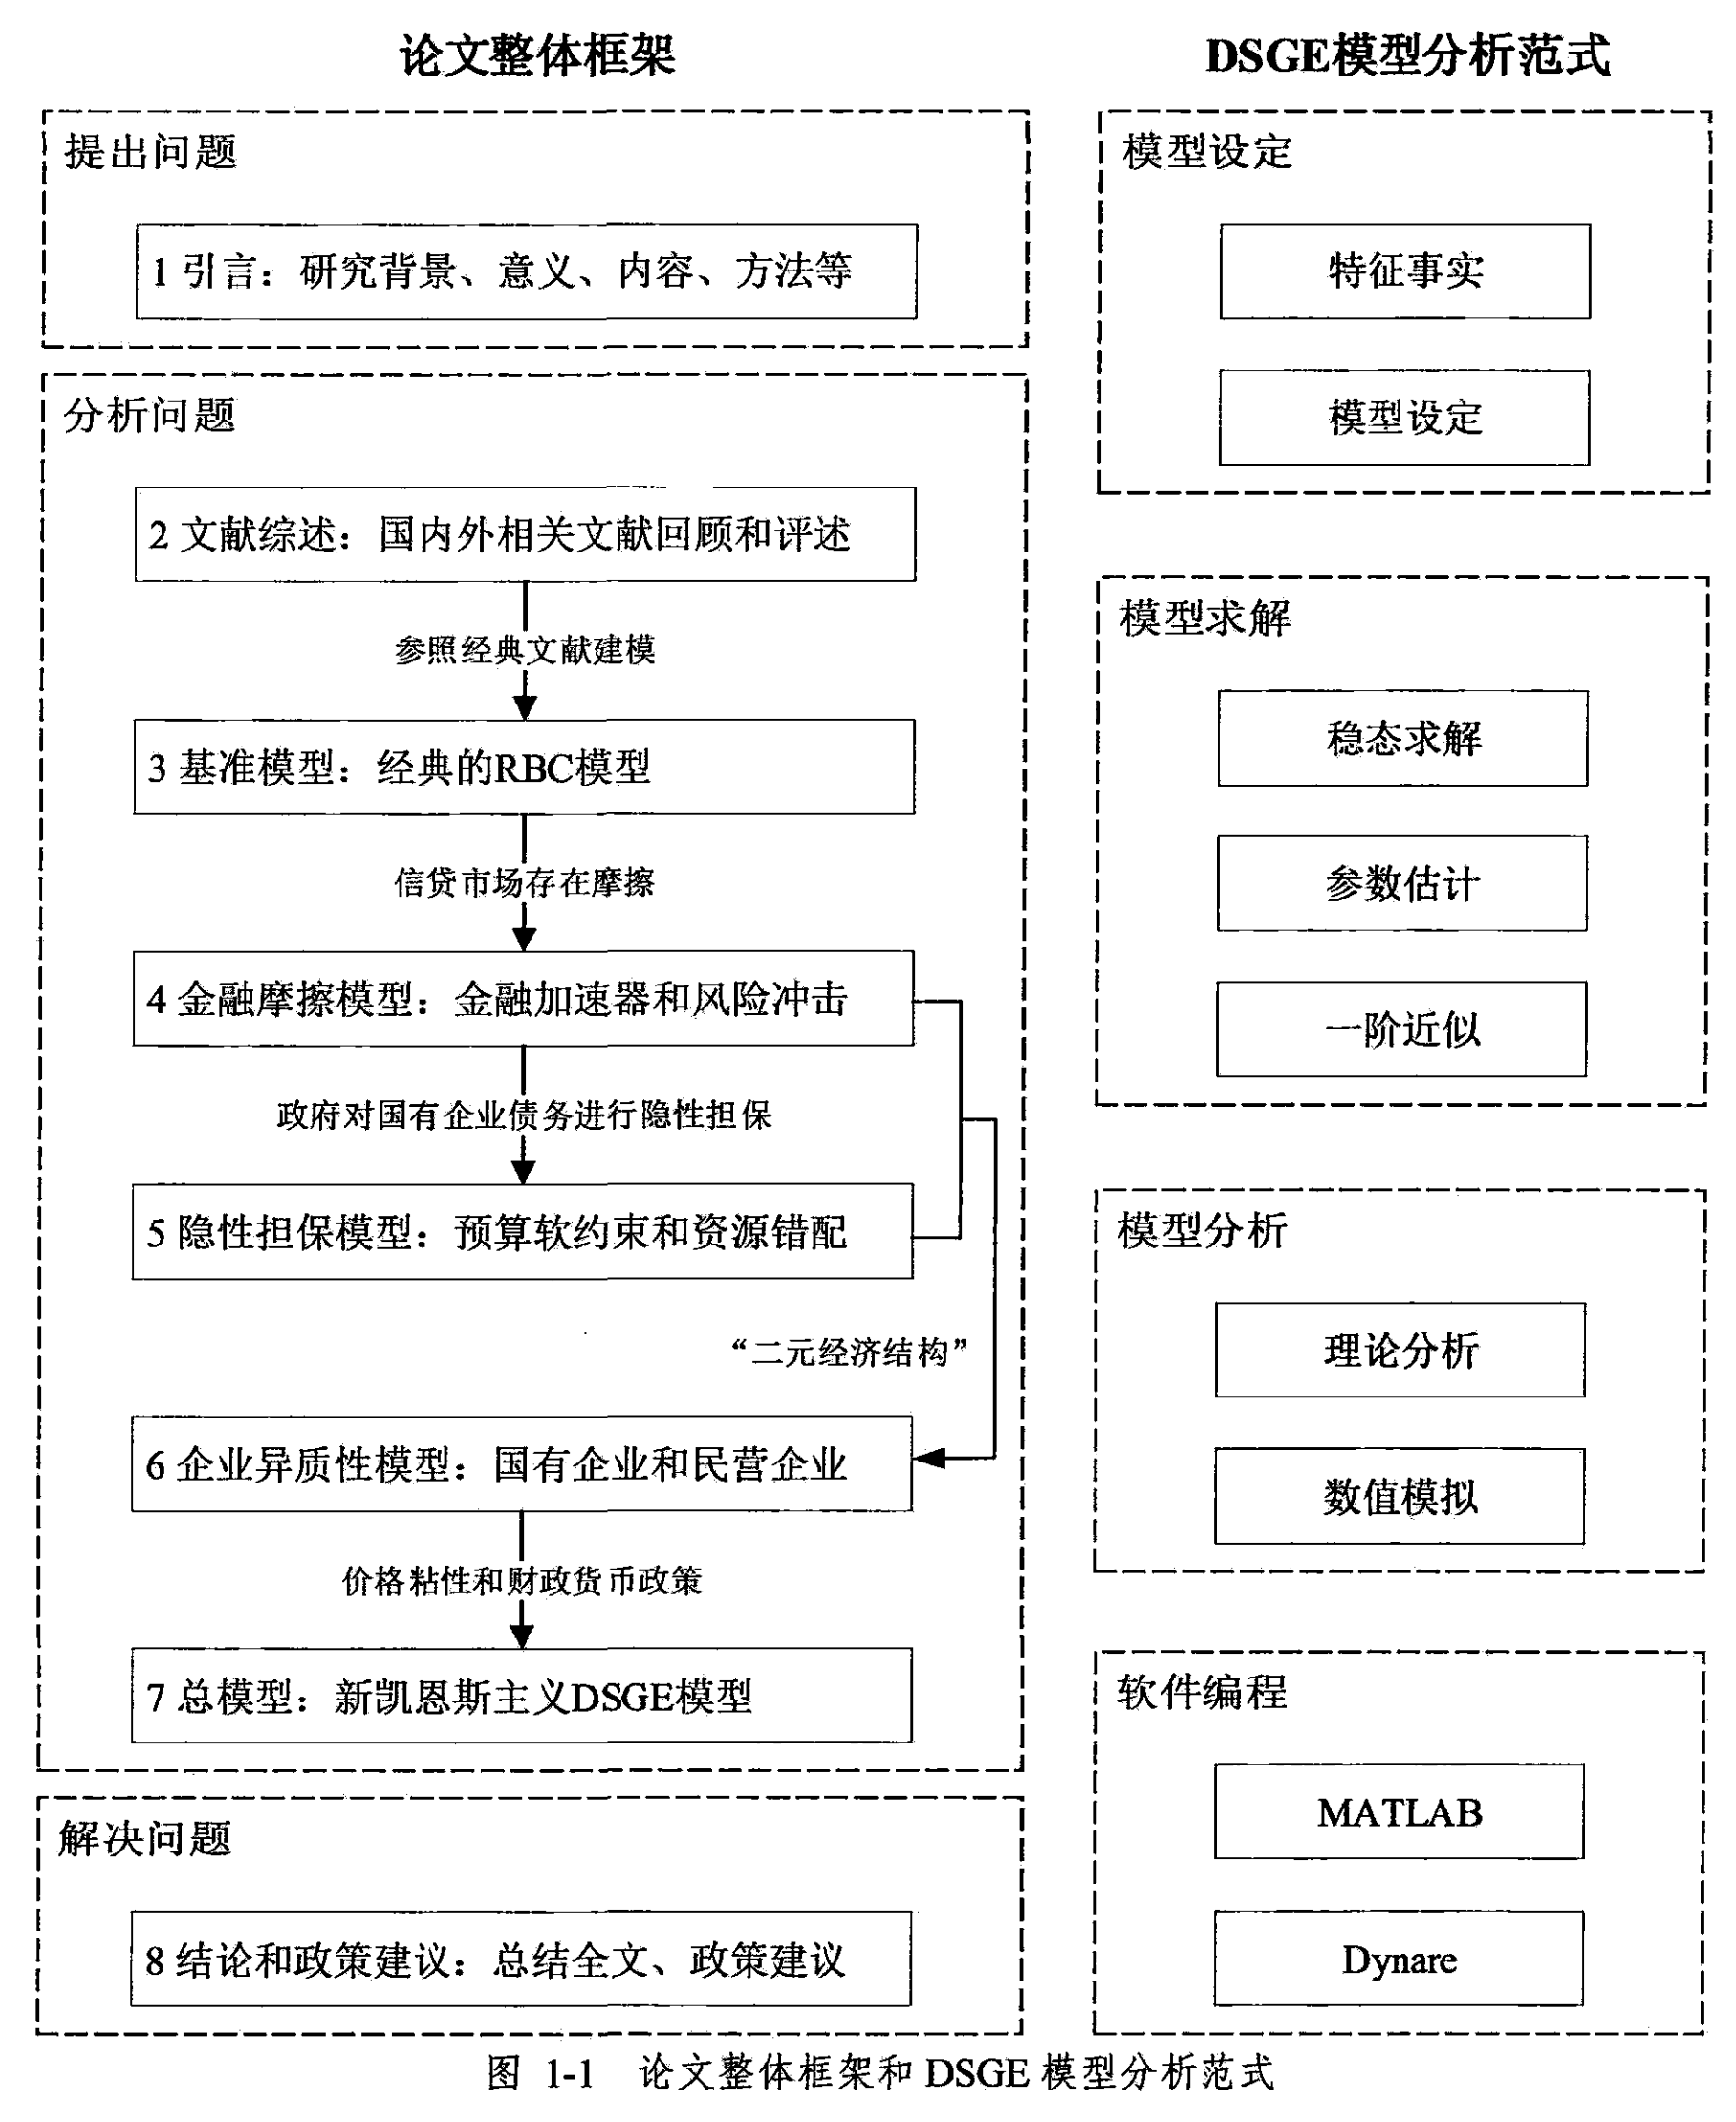 论文整体框架
提出问题
1 引言：研究背景、意义、内容、方法等
分析问题
2 文献综述：国内外相关文献回顾和评述
参照经典文献建模
3 基准模型：经典的RBC模型
信贷市场存在摩擦
4 金融摩擦模型：金融加速器和风险冲击
政府对国有企业债务进行隐性担保
5 隐性担保模型：预算软约束和资源错配
“二元经济结构”
6 企业异质性模型：国有企业和民营企业
价格粘性和财政货币政策
7 总模型：新凯恩斯主义DSGE模型
解决问题
8 结论和政策建议：总结全文、政策建议
DSGE模型分析范式
模型设定
特征事实
模型设定
模型求解
稳态求解
参数估计
一阶近似
模型分析
理论分析
数值模拟
软件编程
MATLAB
Dynare
图 1-1 论文整体框架和 DSGE 模型分析范式